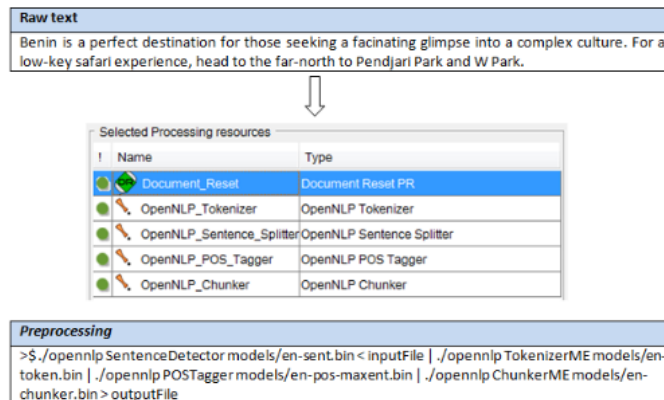 Raw text
Benin is a perfect destination for those seeking a facinating glimpse into a complex culture. For a
low-key safari experience, head to the far-north to Pendjari Park and W Park.
Selected Processing resources
! Name Type
Document_Reset Document Reset PR
OpenNLP_Tokenizer OpenNLP Tokenizer
OpenNLP_Sentence_Splitter OpenNLP Sentence Splitter
OpenNLP_POS_Tagger OpenNLP POS Tagger
OpenNLP_Chunker OpenNLP Chunker
Preprocessing
>$./opennlp SentenceDetector models/en-sent.bin < inputFile | ./opennlp TokenizerME models/en-
token.bin | ./opennlp POSTagger models/en-pos-maxent.bin | ./opennlp ChunkerME models/en-
chunker.bin > outputFile